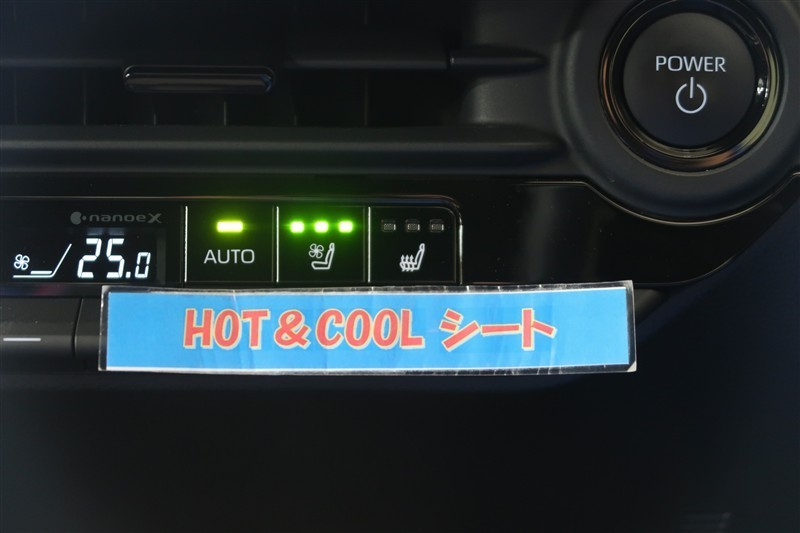 POWER
nanoeX
25.0
AUTO
HOT&COOL シート